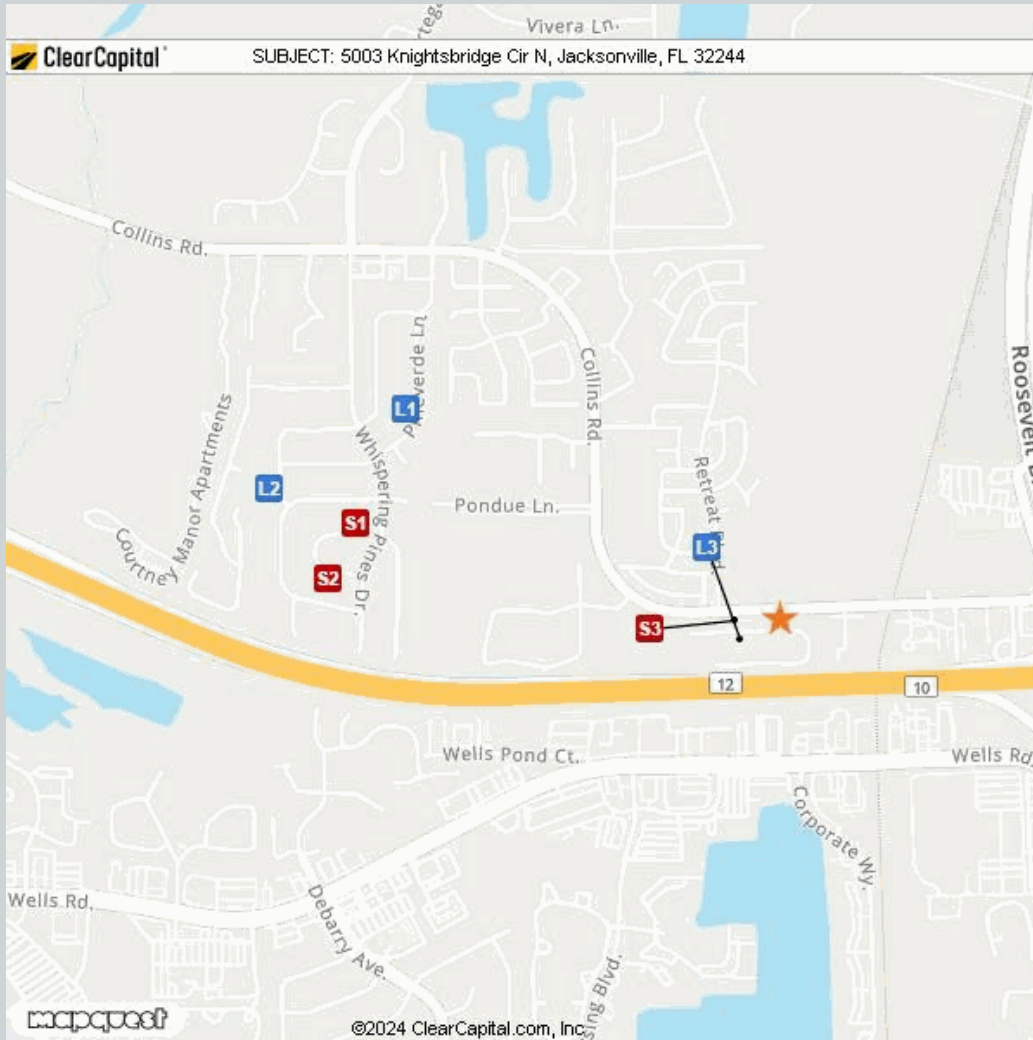 Vivera Ln.
ClearCapital
SUBJECT: 5003 Knightsbridge Cir N, Jacksonville, FL 32244
Collins Rd.
Collins Rd.
Roosevelt
L1
Whispering Pines Dr.
Courtney Manor Apartments
L2
Retreat
Pondue Ln.
S1
L3
S2
S3
12
10
Wells Pond Ct.
Wells Rd.
Corporate Wy.
Wells Rd.
Debarry Ave.
Blvd.
mapquest
©2024 ClearCapital.com, Inc